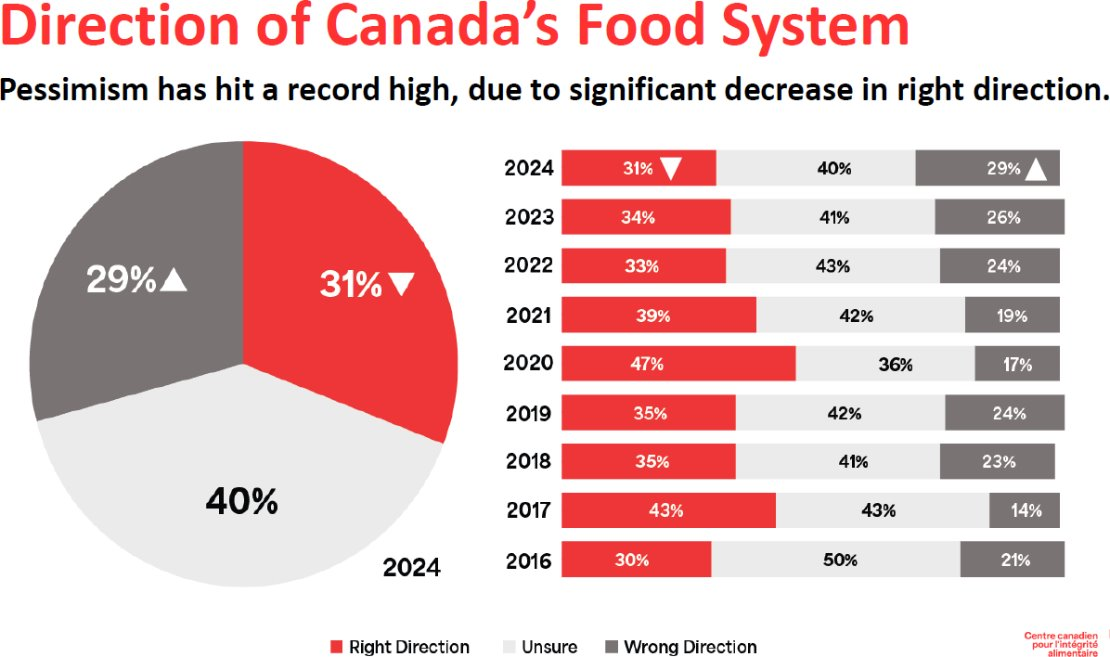 Direction of Canada's Food System
Pessimism has hit a record high, due to significant decrease in right direction.
29%
31%
40%
2024
2024 31% 40% 29%
2023 34% 41% 26%
2022 33% 43% 24%
2021 39% 42% 19%
2020 47% 36% 17%
2019 35% 42% 24%
2018 35% 41% 23%
2017 43% 43% 14%
2016 30% 50% 21%
Right Direction Unsure Wrong Direction
Centre canadien
pour l'intégrité
alimentaire